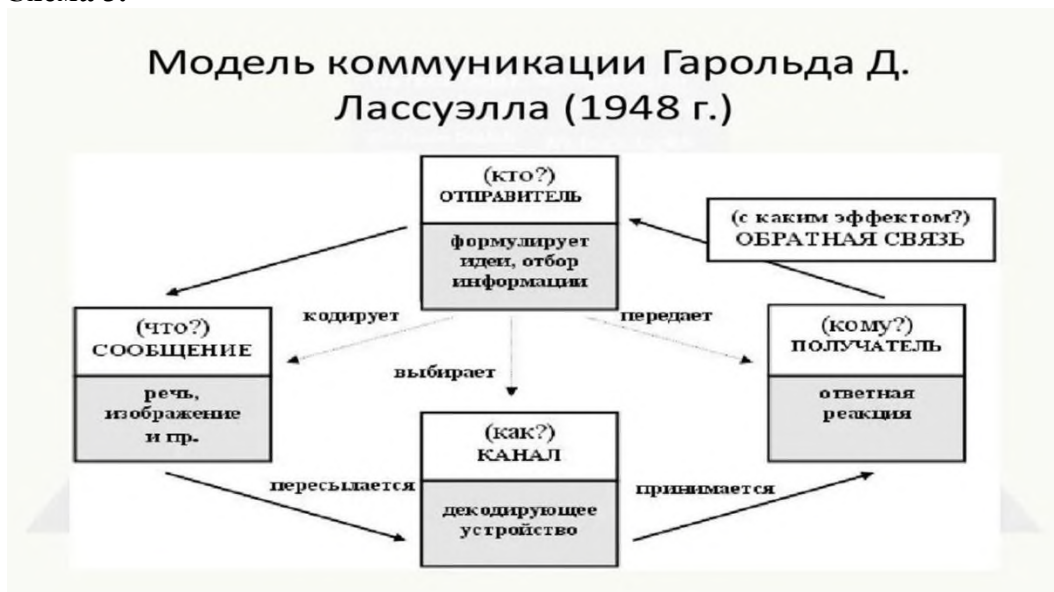 Модель коммуникации Гарольда Д.
Лассуэлла (1948 г.)
(кто?)
ОТПРАВИТЕЛЬ
формулирует
идеи, отбор
информации
(с каким эффектом?)
ОБРАТНАЯ СВЯЗЬ
кодирует
передает
выбирает
(что?)
СООБЩЕНИЕ
речь,
изображение
и пр.
(кому?)
ПОЛУЧАТЕЛЬ
ответная
реакция
(как?)
КАНАЛ
декодирующее
устройство
пересылается
принимается